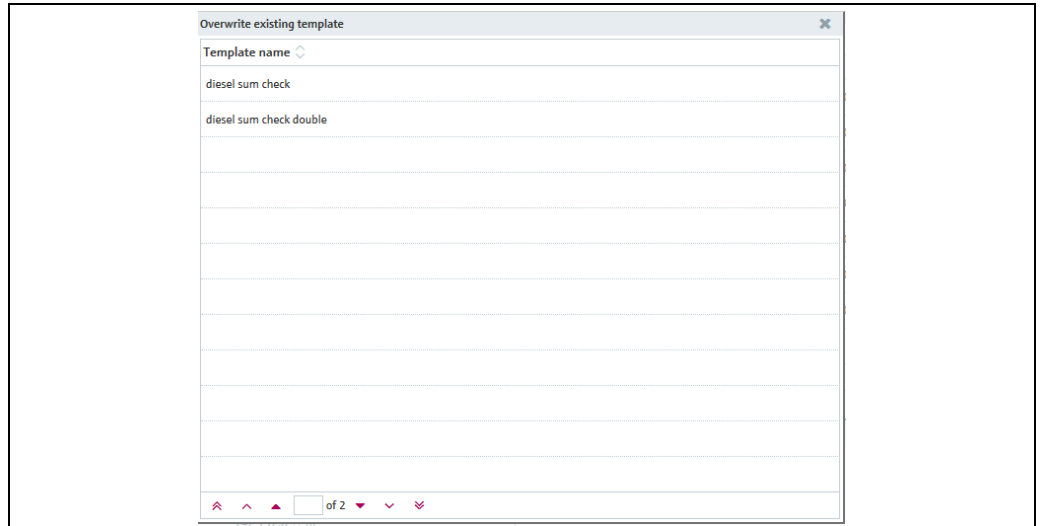 Overwrite existing template
Template name
diesel sum check
diesel sum check double
of 2